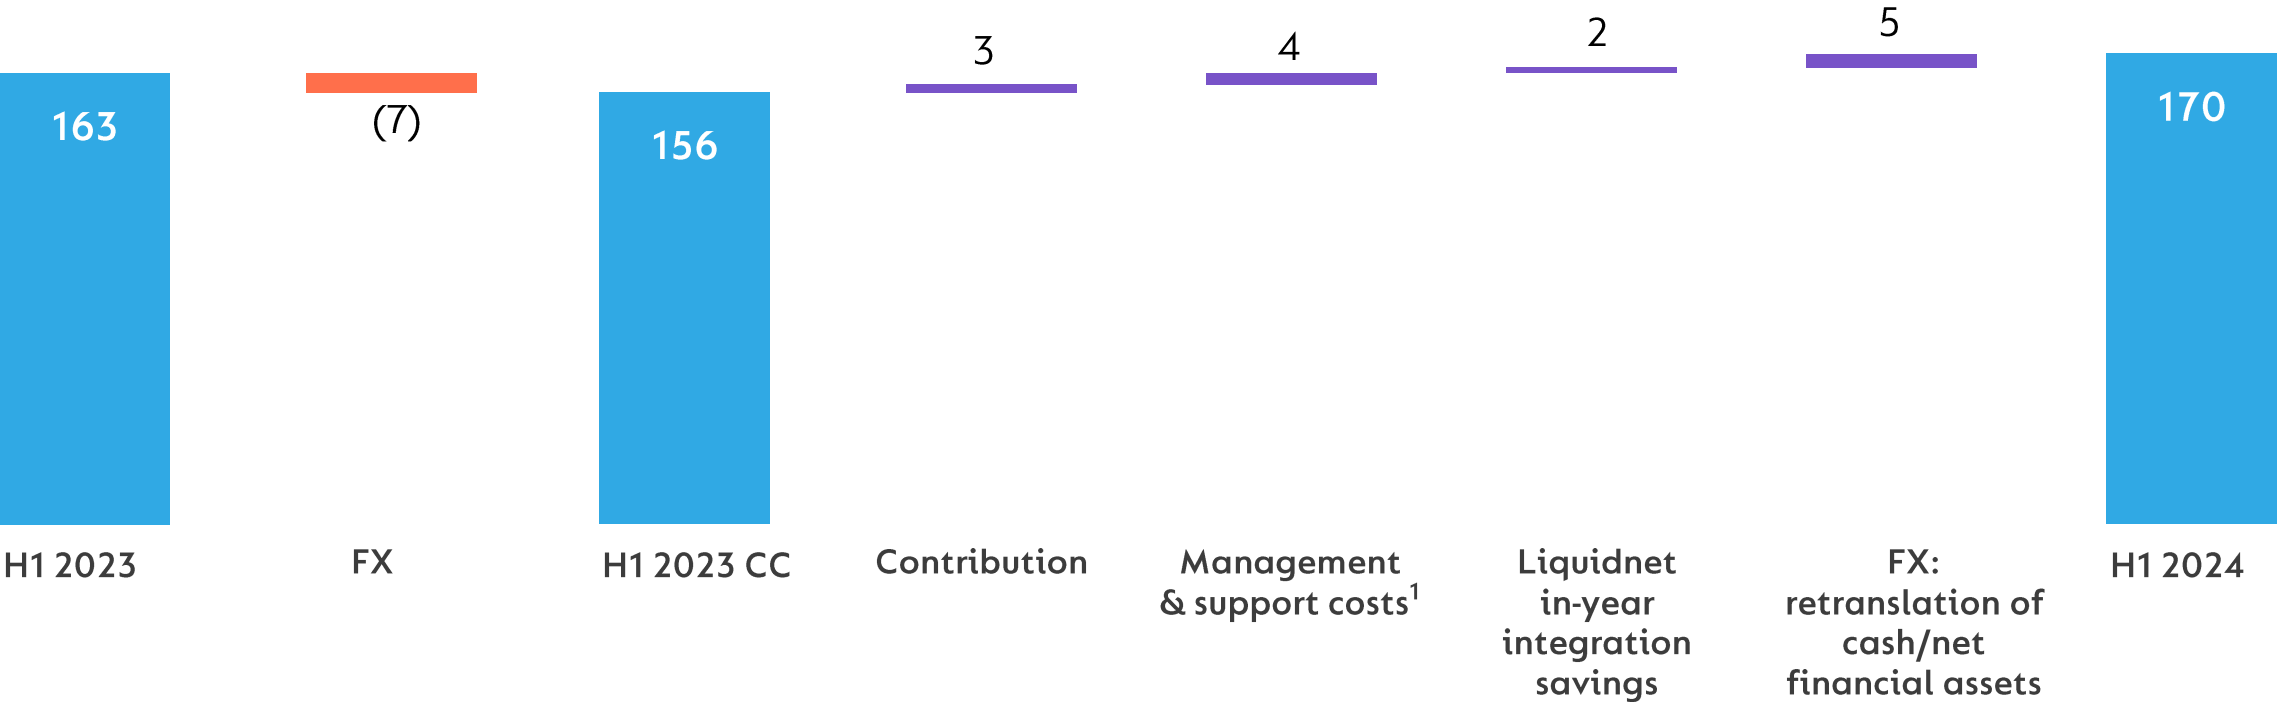 163
(7)
156
3
4
2
5
170
H1 2023
FX
H1 2023 CC
Contribution
Management
& support costs¹
Liquidnet
in-year
integration
savings
FX:
retranslation of
cash/net
financial assets
H1 2024